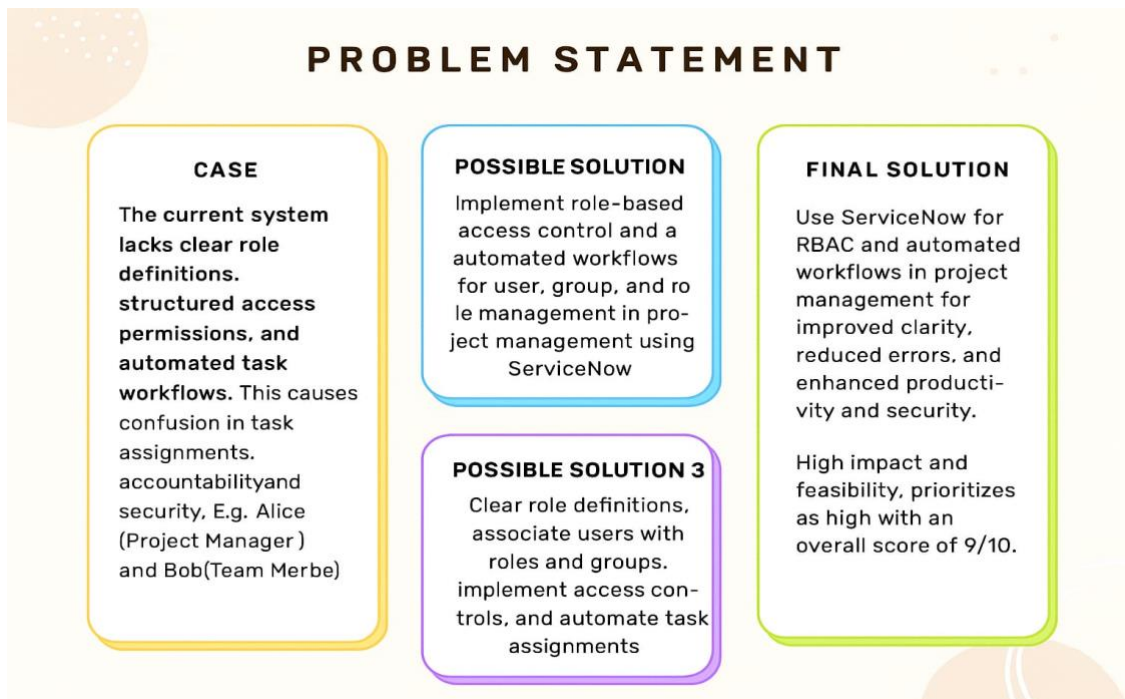 PROBLEM STATEMENT
CASE
The current system
lacks clear role
definitions.
structured access
permissions, and
automated task
workflows. This causes
confusion in task
assignments.
accountabilityand
security, E.g. Alice
(Project Manager )
and Bob(Team Merbe)
POSSIBLE SOLUTION
Implement role-based
access control and a
automated workflows
for user, group, and ro
le management in pro-
ject management using
ServiceNow
POSSIBLE SOLUTION 3
Clear role definitions,
associate users with
roles and groups.
implement access con-
trols, and automate task
assignments
FINAL SOLUTION
Use ServiceNow for
RBAC and automated
workflows in project
management for
improved clarity,
reduced errors, and
enhanced producti-
vity and security.
High impact and
feasibility, prioritizes
as high with an
overall score of 9/10.